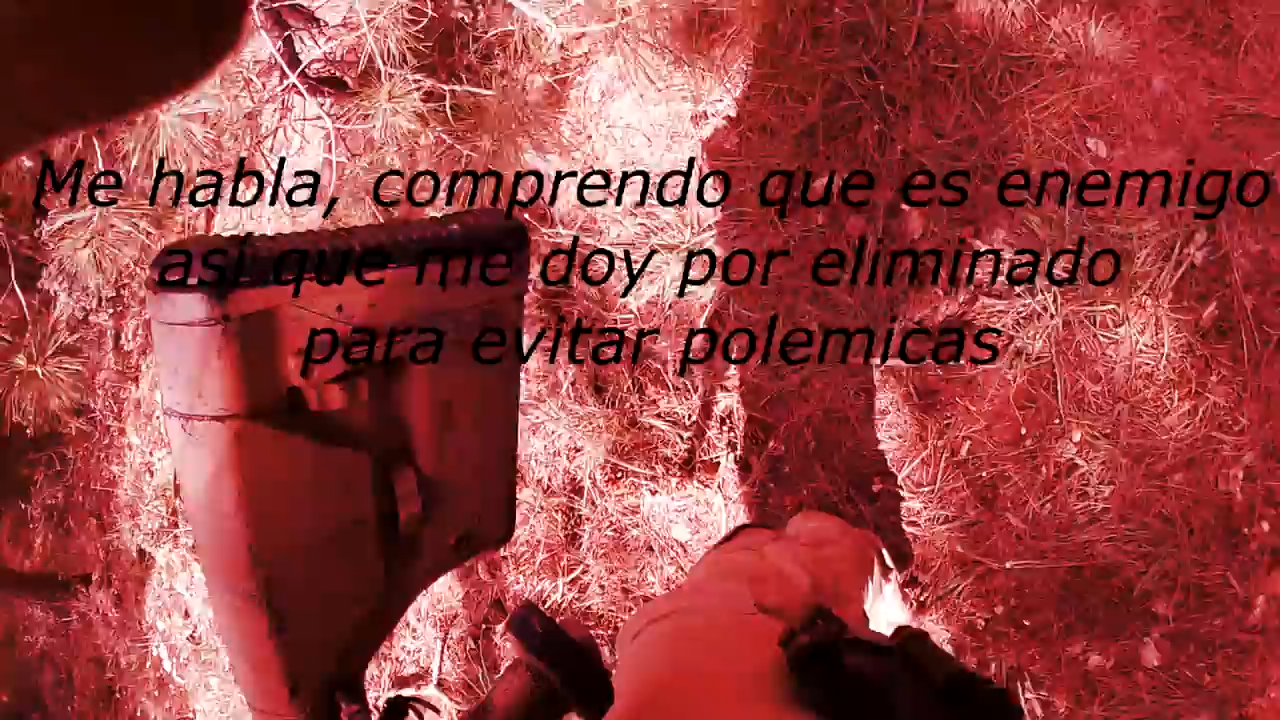 Me habla, comprendo que es enemigo
así que me doy por eliminado
para evitar polemicas